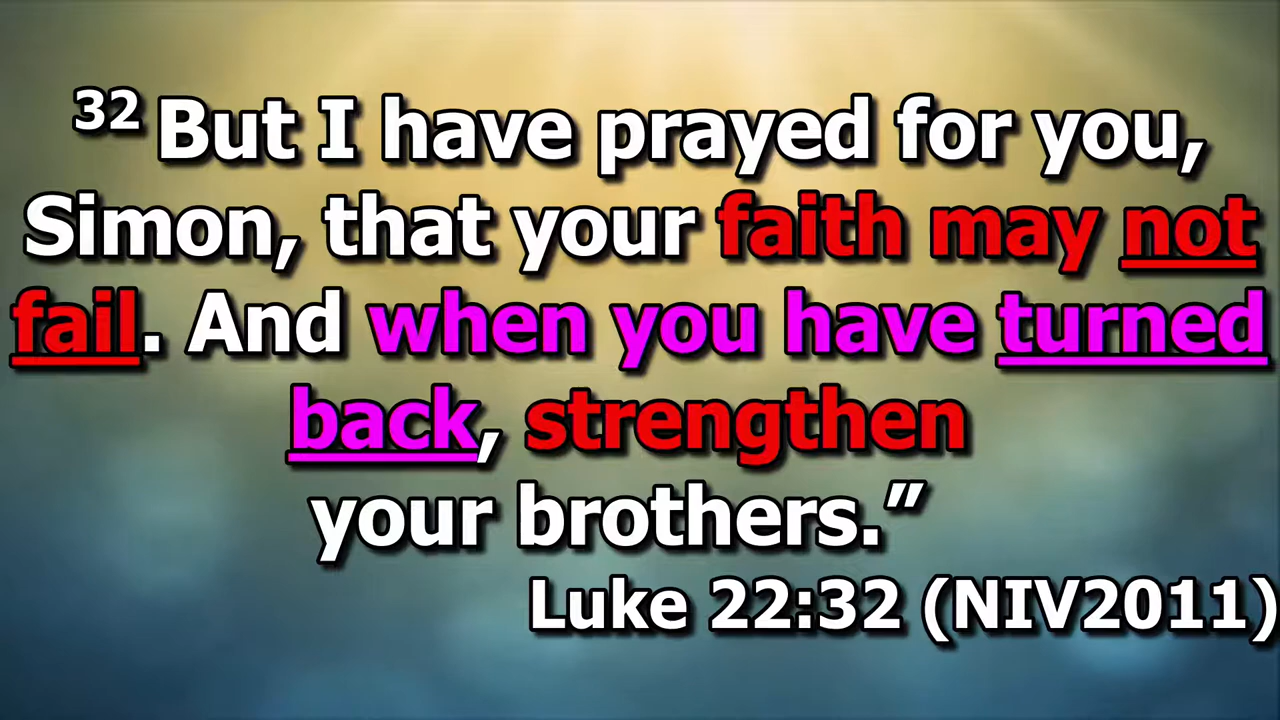 32 But I have prayed for you,
Simon, that your faith may not
fail. And when you have turned
back, strengthen
your brothers.”
Luke 22:32 (NIV2011)